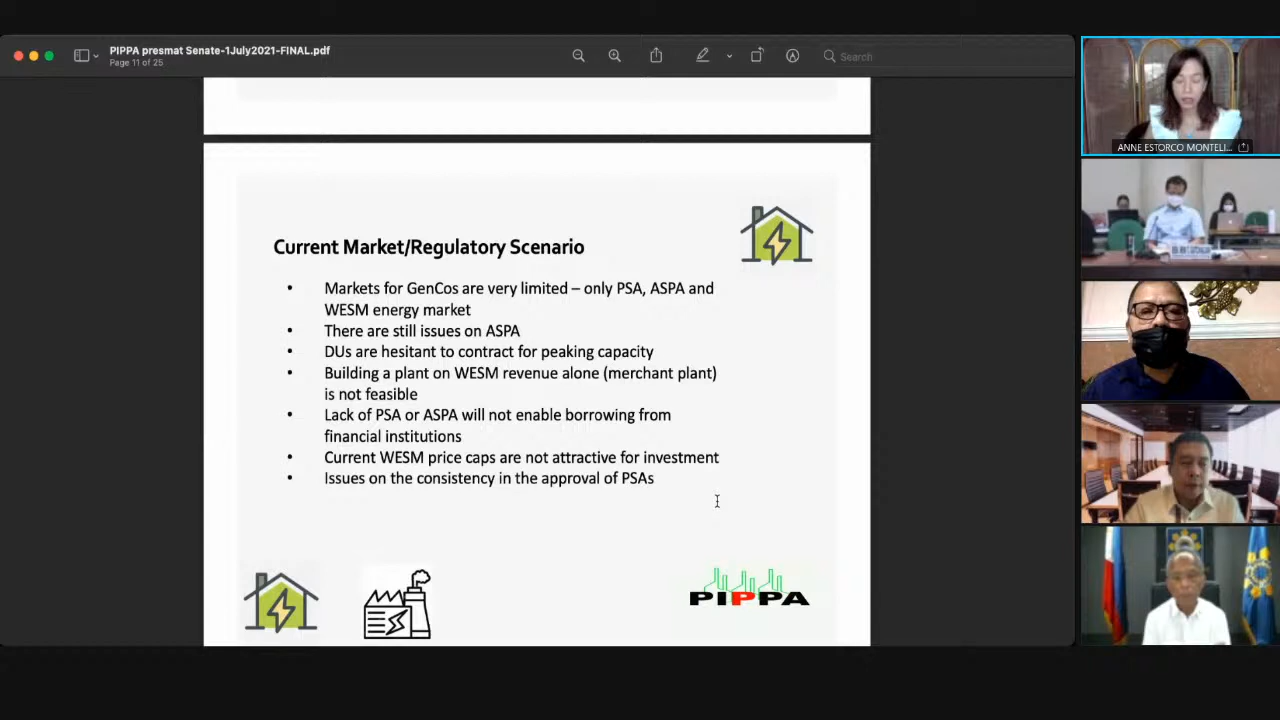 PIPPA presmat Senate-1July2021-FINAL.pdf
Page 11 of 25
Search
Current Market/Regulatory Scenario
• Markets for GenCos are very limited – only PSA, ASPA and
WESM energy market
• There are still issues on ASPA
• DUs are hesitant to contract for peaking capacity
• Building a plant on WESM revenue alone (merchant plant)
is not feasible
• Lack of PSA or ASPA will not enable borrowing from
financial institutions
• Current WESM price caps are not attractive for investment
• Issues on the consistency in the approval of PSAs
PIPPA
ANNE ESTORCO MONTELI...